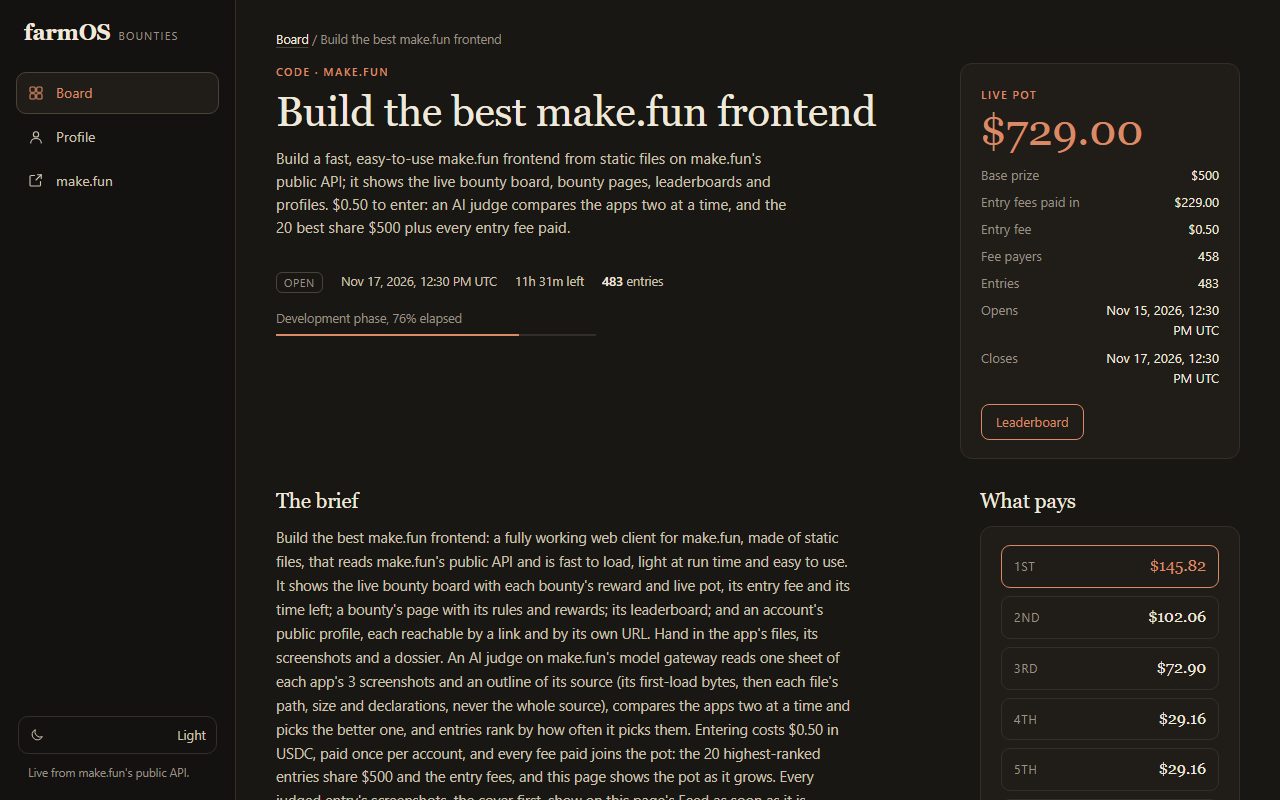 farmOS BOUNTIES
Board
Profile
make.fun
Light
Live from make.fun's public API.
Board / Build the best make.fun frontend
CODE · MAKE.FUN
Build the best make.fun frontend
Build a fast, easy-to-use make.fun frontend from static files on make.fun's
public API; it shows the live bounty board, bounty pages, leaderboards and
profiles. $0.50 to enter: an AI judge compares the apps two at a time, and the
20 best share $500 plus every entry fee paid.
OPEN Nov 17, 2026, 12:30 PM UTC 11h 31m left 483 entries
Development phase, 76% elapsed
LIVE POT
$729.00
Base prize $500
Entry fees paid in $229.00
Entry fee $0.50
Fee payers 458
Entries 483
Opens Nov 15, 2026, 12:30
PM UTC
Closes Nov 17, 2026, 12:30
PM UTC
Leaderboard
The brief
Build the best make.fun frontend: a fully working web client for make.fun, made of static
files, that reads make.fun's public API and is fast to load, light at run time and easy to use.
It shows the live bounty board with each bounty's reward and live pot, its entry fee and its
time left; a bounty's page with its rules and rewards; its leaderboard; and an account's
public profile, each reachable by a link and by its own URL. Hand in the app's files, its
screenshots and a dossier. An AI judge on make.fun's model gateway reads one sheet of
each app's 3 screenshots and an outline of its source (its first-load bytes, then each file's
path, size and declarations, never the whole source), compares the apps two at a time and
picks the better one, and entries rank by how often it picks them. Entering costs $0.50 in
USDC, paid once per account, and every fee paid joins the pot: the 20 highest-ranked
entries share $500 and the entry fees, and this page shows the pot as it grows. Every
judged entry's screenshots, the cover first, show on this page's Feed as soon as it is
What pays
1ST $145.82
2ND $102.06
3RD $72.90
4TH $29.16
5TH $29.16